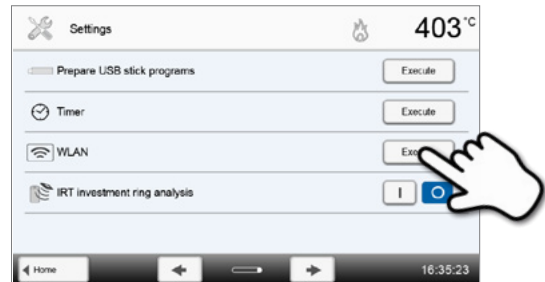 Settings
403°C
Prepare USB stick programs
Execute
Timer
Execute
WLAN
IRT investment ring analysis
I O
Home
16:35:23